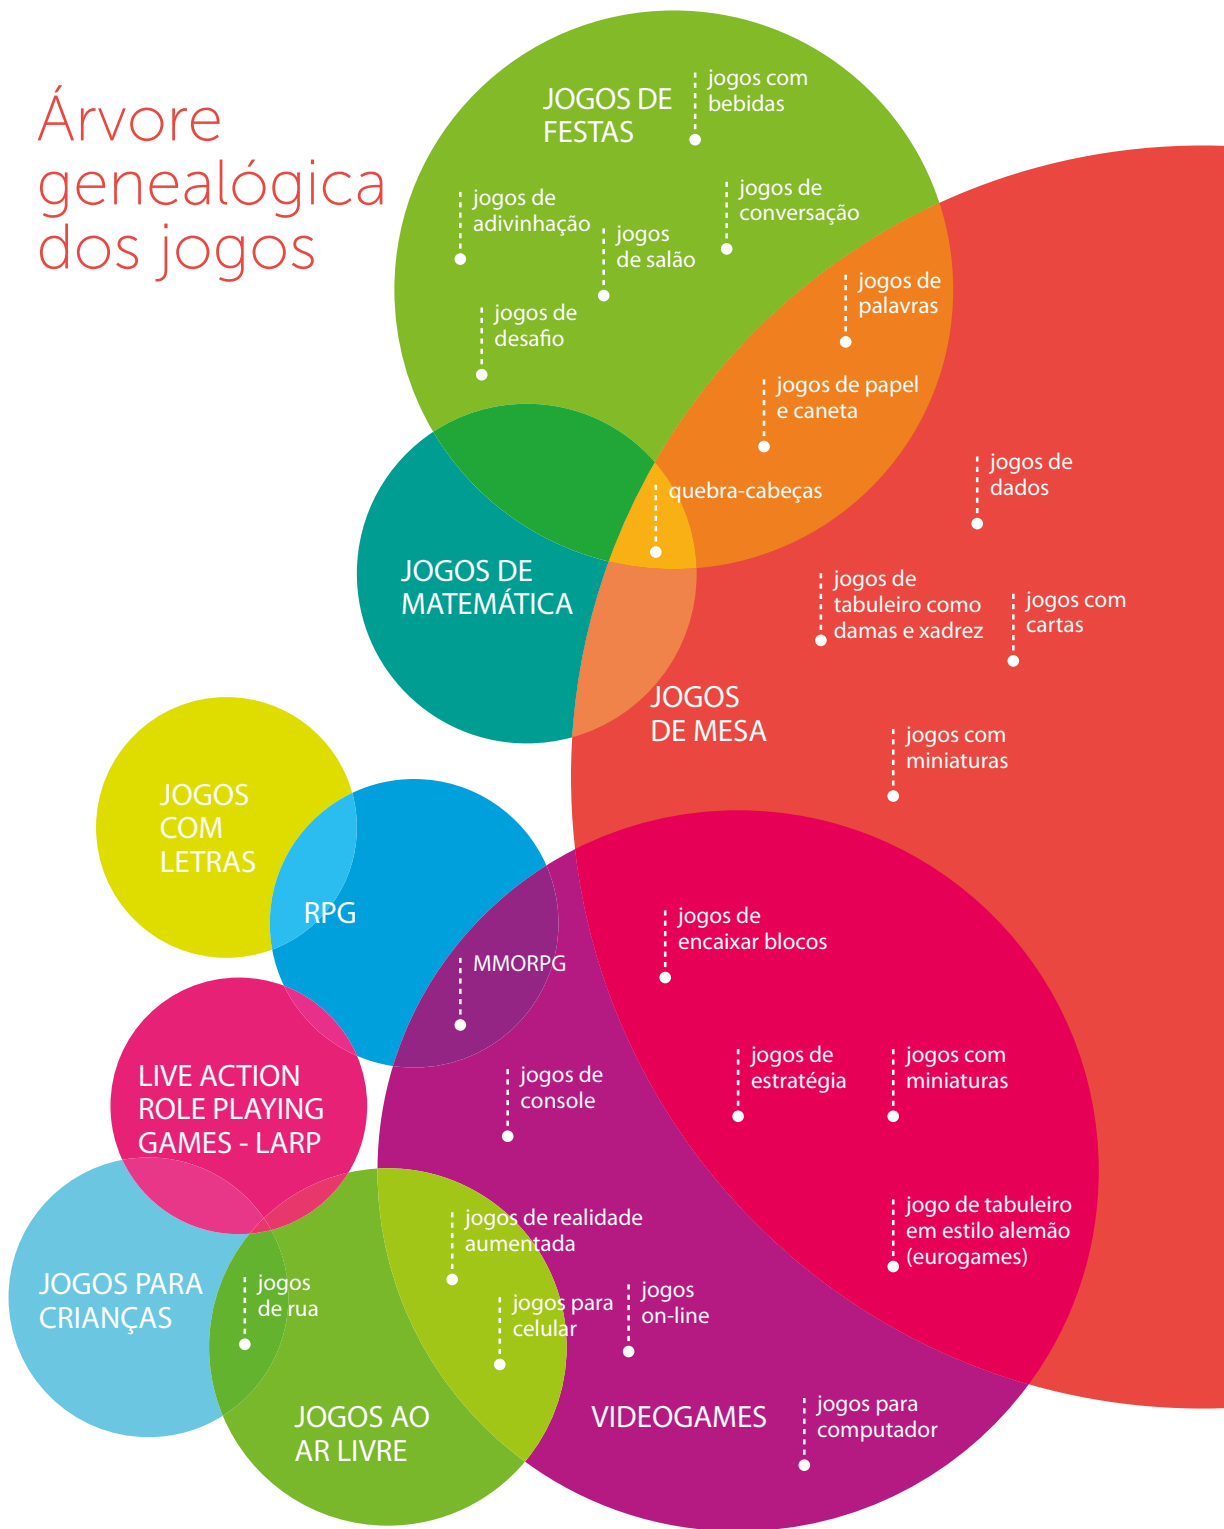 Árvore
genealógica
dos jogos
JOGOS DE
FESTAS
jogos com
bebidas
jogos de
adivinhação
jogos
de salão
jogos de
conversação
jogos de
desafio
jogos de
palavras
jogos de papel
e caneta
quebra-cabeças
jogos de
dados
JOGOS DE
MATEMÁTICA
jogos de
tabuleiro como
damas e xadrez
jogos com
cartas
JOGOS
DE MESA
jogos com
miniaturas
JOGOS
COM
LETRAS
RPG
MMORPG
jogos de
encaixar blocos
LIVE ACTION
ROLE PLAYING
GAMES - LARP
jogos de
console
jogos de
estratégia
jogos com
miniaturas
jogos de realidade
aumentada
jogo de tabuleiro
em estilo alemão
(eurogames)
JOGOS PARA
CRIANÇAS
jogos
de rua
jogos para
celular
jogos
on-line
JOGOS AO
AR LIVRE
VIDEOGAMES
jogos para
computador